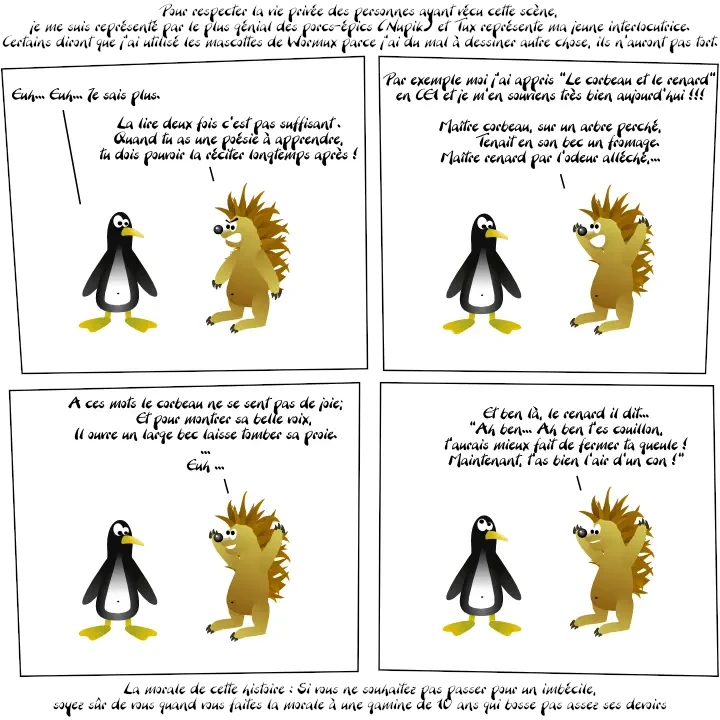 Pour respecter la vie privée des personnes ayant vécu cette scène,
je me suis représenté par le plus génial des porcs-épics (Nupik) et Tux représente ma jeune interlocutrice.
Certains diront que j'ai utilisé les mascottes de Wormux parce j'ai du mal à dessiner autre chose, ils n'auront pas tort.
Euh... Euh... Je sais plus.
La lire deux fois c'est pas suffisant.
Quand tu as une poésie à apprendre,
tu dois pouvoir la réciter longtemps après !
Par exemple moi j'ai appris "Le corbeau et le renard"
en CE1 et je m'en souviens très bien aujourd'hui !!!
Maître corbeau, sur un arbre perché,
Tenait en son bec un fromage.
Maître renard par l'odeur alléché,...
A ces mots le corbeau ne se sent pas de joie;
Et pour montrer sa belle voix,
Il ouvre un large bec laisse tomber sa proie.
...
Euh ...
Et ben là, le renard il dit...
"Ah ben... Ah ben t'es couillon,
t'aurais mieux fait de fermer ta gueule !
Maintenant, t'as bien l'air d'un con !"
La morale de cette histoire : Si vous ne souhaitez pas passer pour un imbécile,
soyez sûr de vous quand vous faites la morale à une gamine de 10 ans qui bosse pas assez ses devoirs